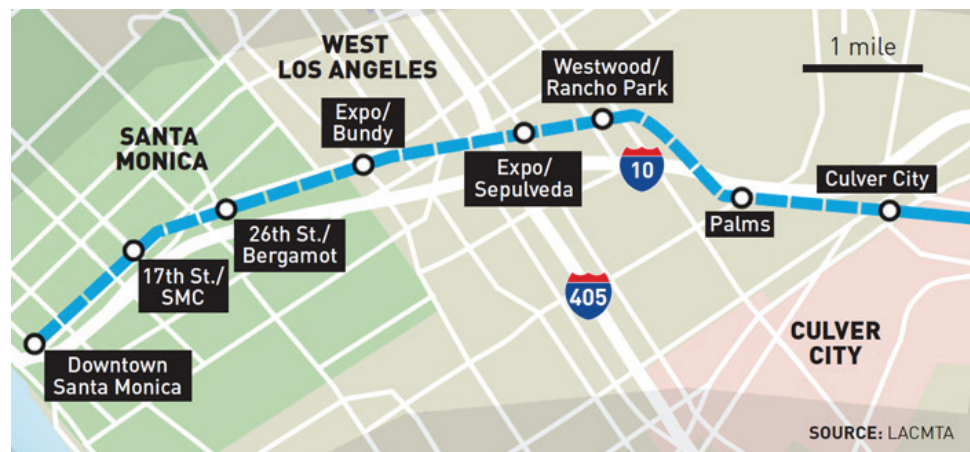 WEST
LOS ANGELES
1 mile
Westwood/
Rancho Park
Expo/
Bundy
SANTA
MONICA
10
Expo/
Sepulveda
Culver City
Palms
26th St./
Bergamot
17th St./
SMC
405
CULVER
CITY
Downtown
Santa Monica
SOURCE: LACMTA